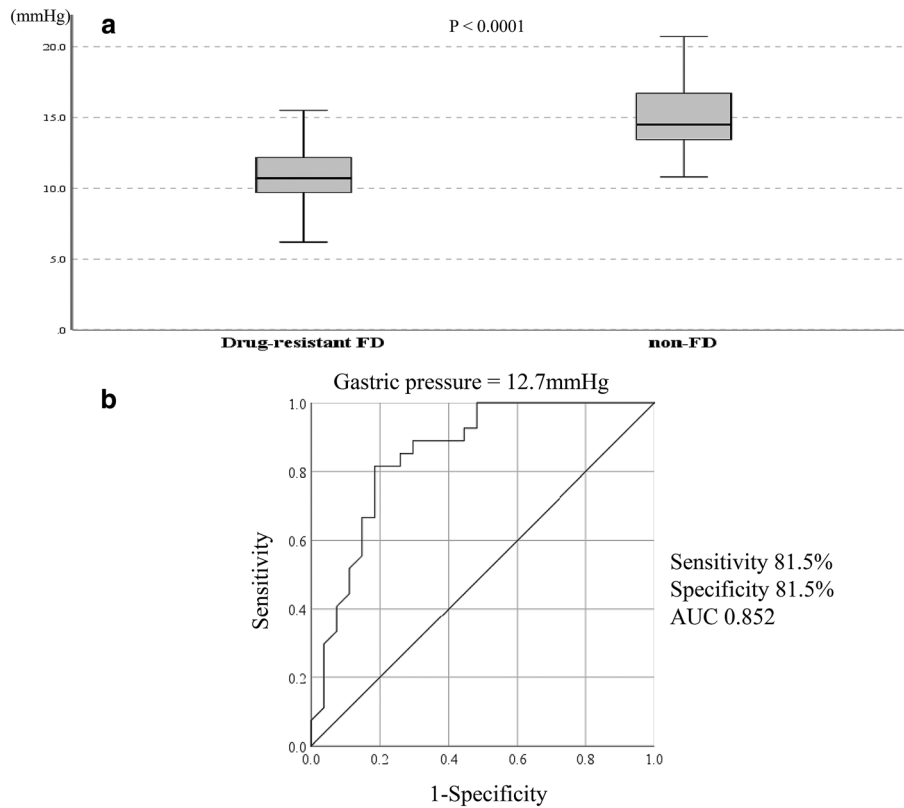 (mmHg)
a
P < 0.0001
20.0
15.0
10.0
5.0
.0
Drug-resistant FD
non-FD
b
Gastric pressure = 12.7mmHg
1.0
0.8
0.6
0.4
0.2
0.0
Sensitivity
0.0 0.2 0.4 0.6 0.8 1.0
1-Specificity
Sensitivity 81.5%
Specificity 81.5%
AUC 0.852